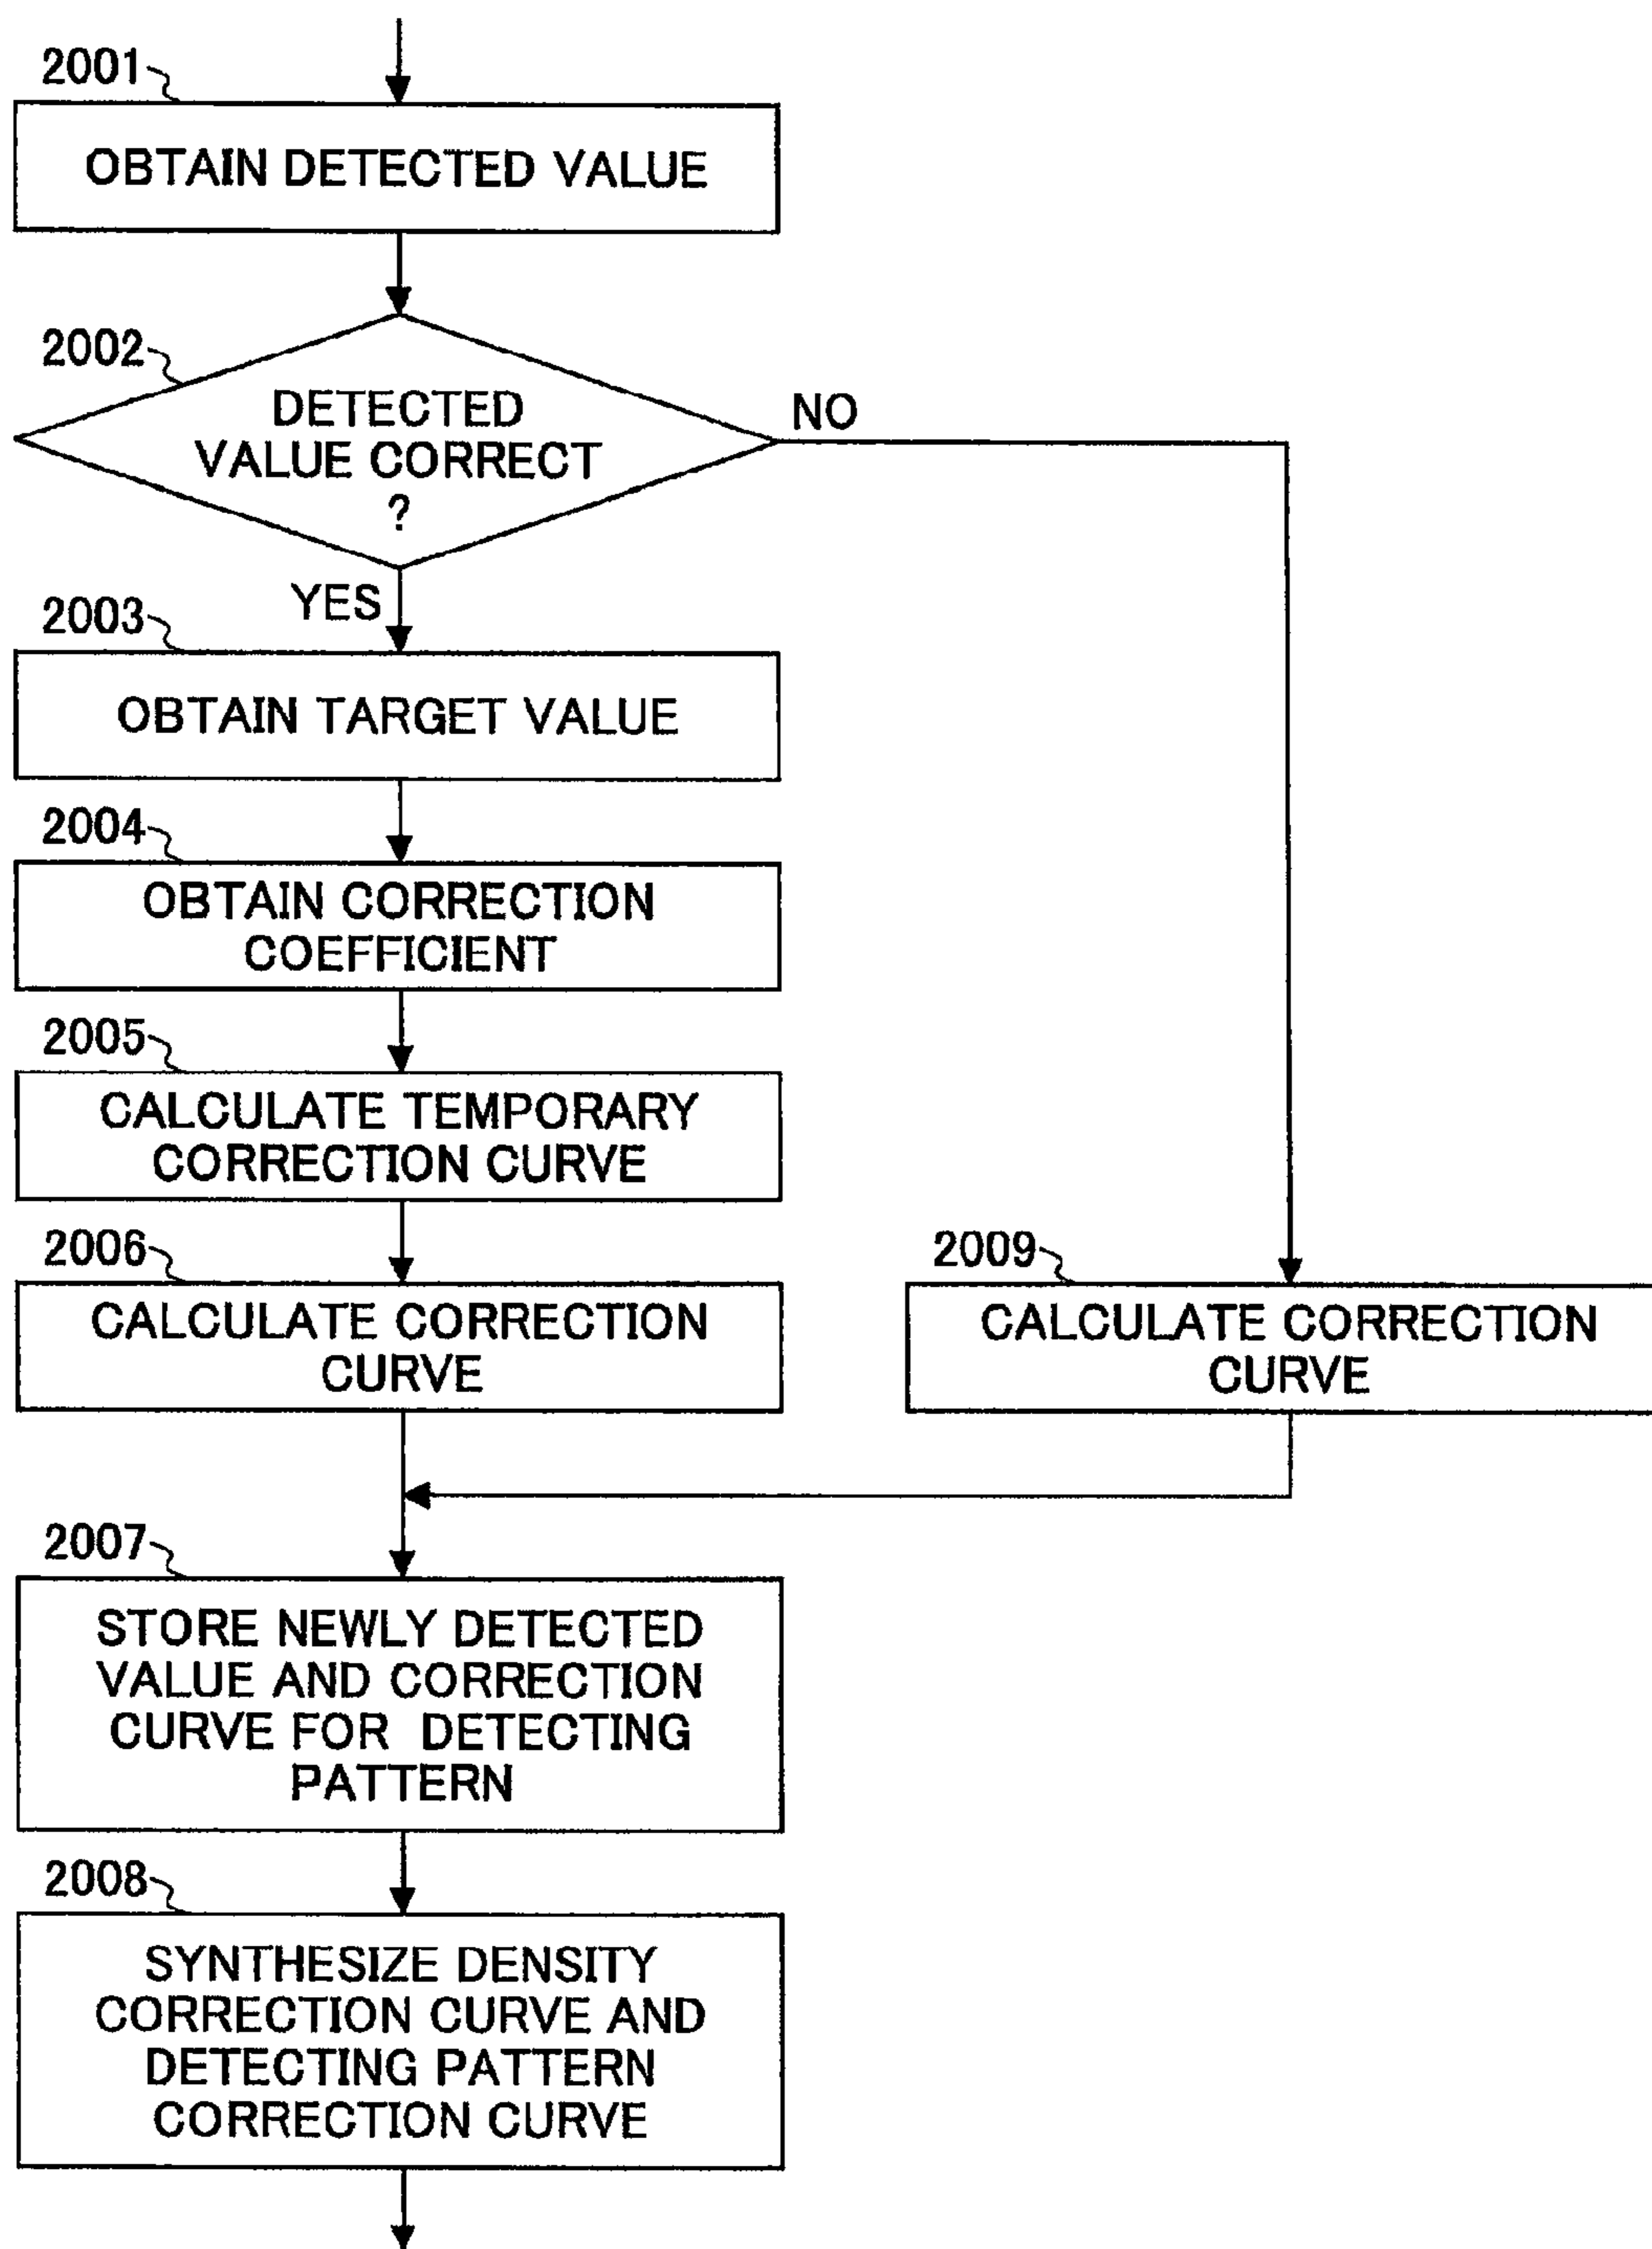 2001
OBTAIN DETECTED VALUE
2002
DETECTED
VALUE CORRECT
?
NO
YES
2003
OBTAIN TARGET VALUE
2004
OBTAIN CORRECTION
COEFFICIENT
2005
CALCULATE TEMPORARY
CORRECTION CURVE
2006
CALCULATE CORRECTION
CURVE
2009
CALCULATE CORRECTION
CURVE
2007
STORE NEWLY DETECTED
VALUE AND CORRECTION
CURVE FOR DETECTING
PATTERN
2008
SYNTHESIZE DENSITY
CORRECTION CURVE AND
DETECTING PATTERN
CORRECTION CURVE